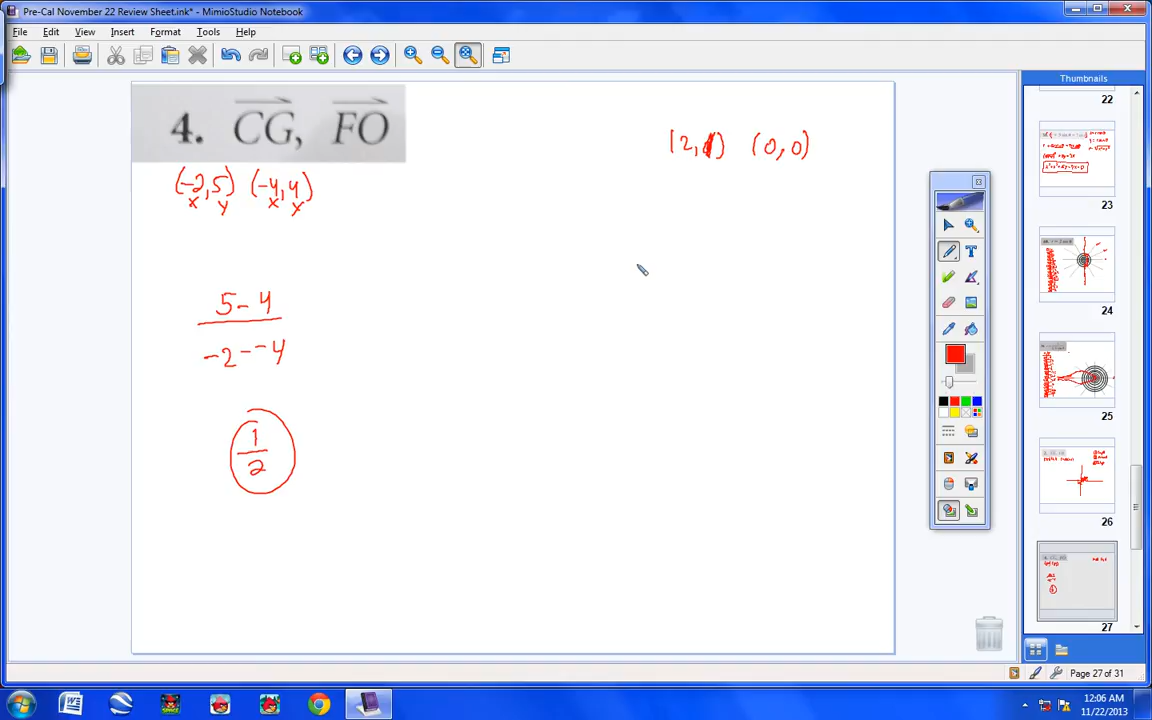 Pre-Cal November 22 Review Sheet.ink* - MimioStudio Notebook
File Edit View Insert Format Tools Help
Thumbnails
22
23
24
25
26
27
4. CG, FO
(-2,5) (-4,4)
x y x x
(2,1) (0,0)
5-4
-2--4
1
2
Page 27 of 31
12:06 AM
11/22/2013